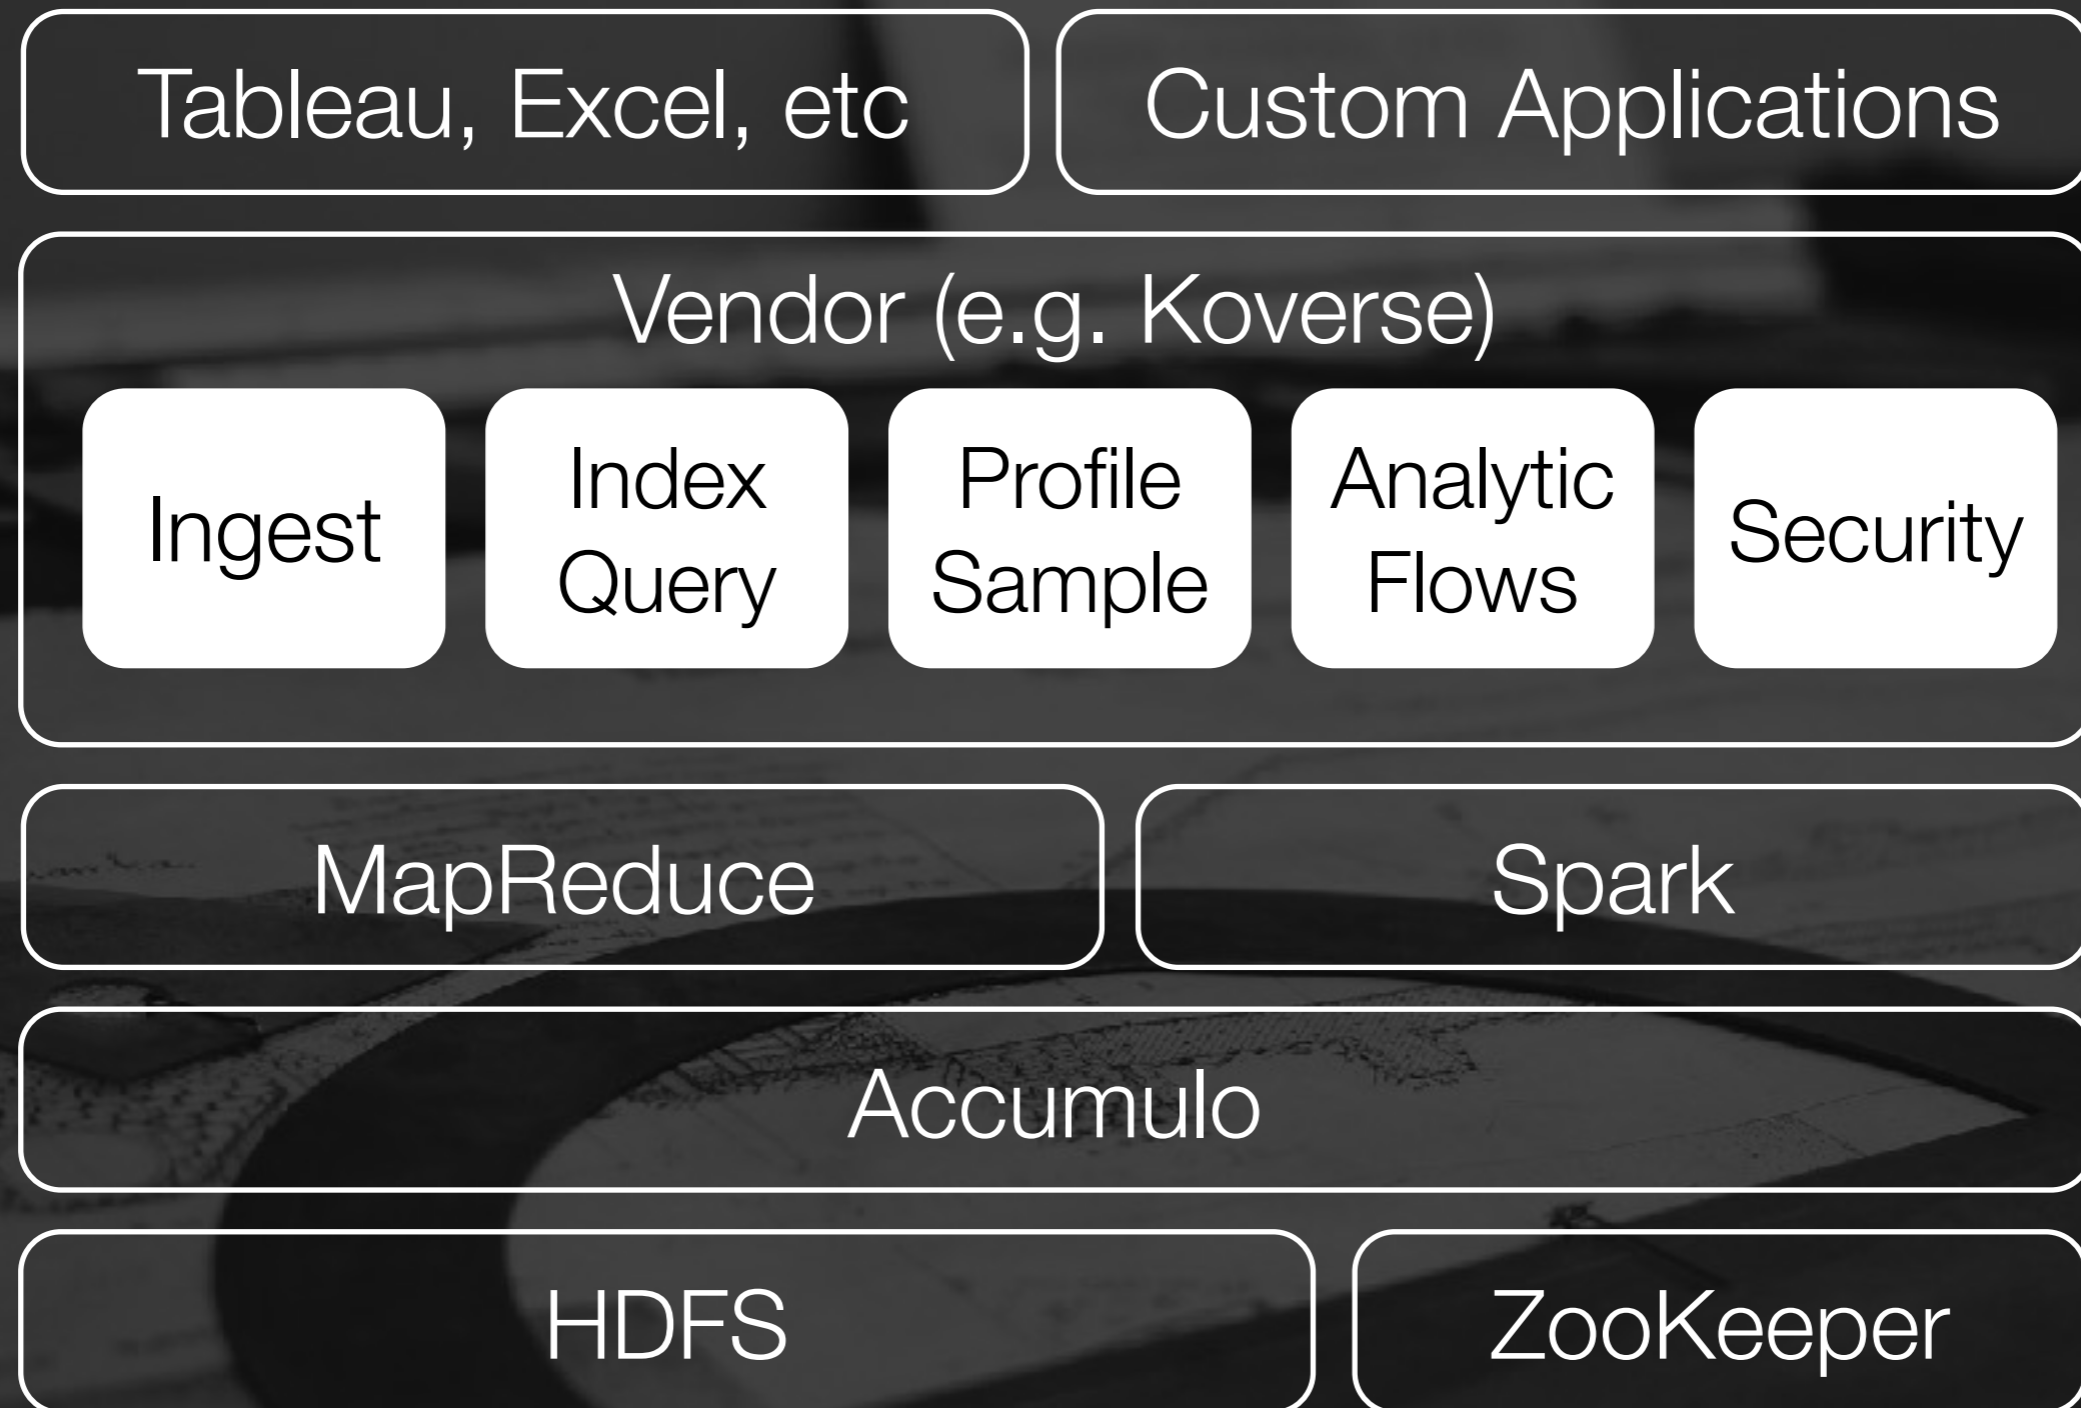 Tableau, Excel, etc
Custom Applications
Vendor (e.g. Koverse)
Ingest
Index
Query
Profile
Sample
Analytic
Flows
Security
MapReduce
Spark
Accumulo
HDFS
ZooKeeper